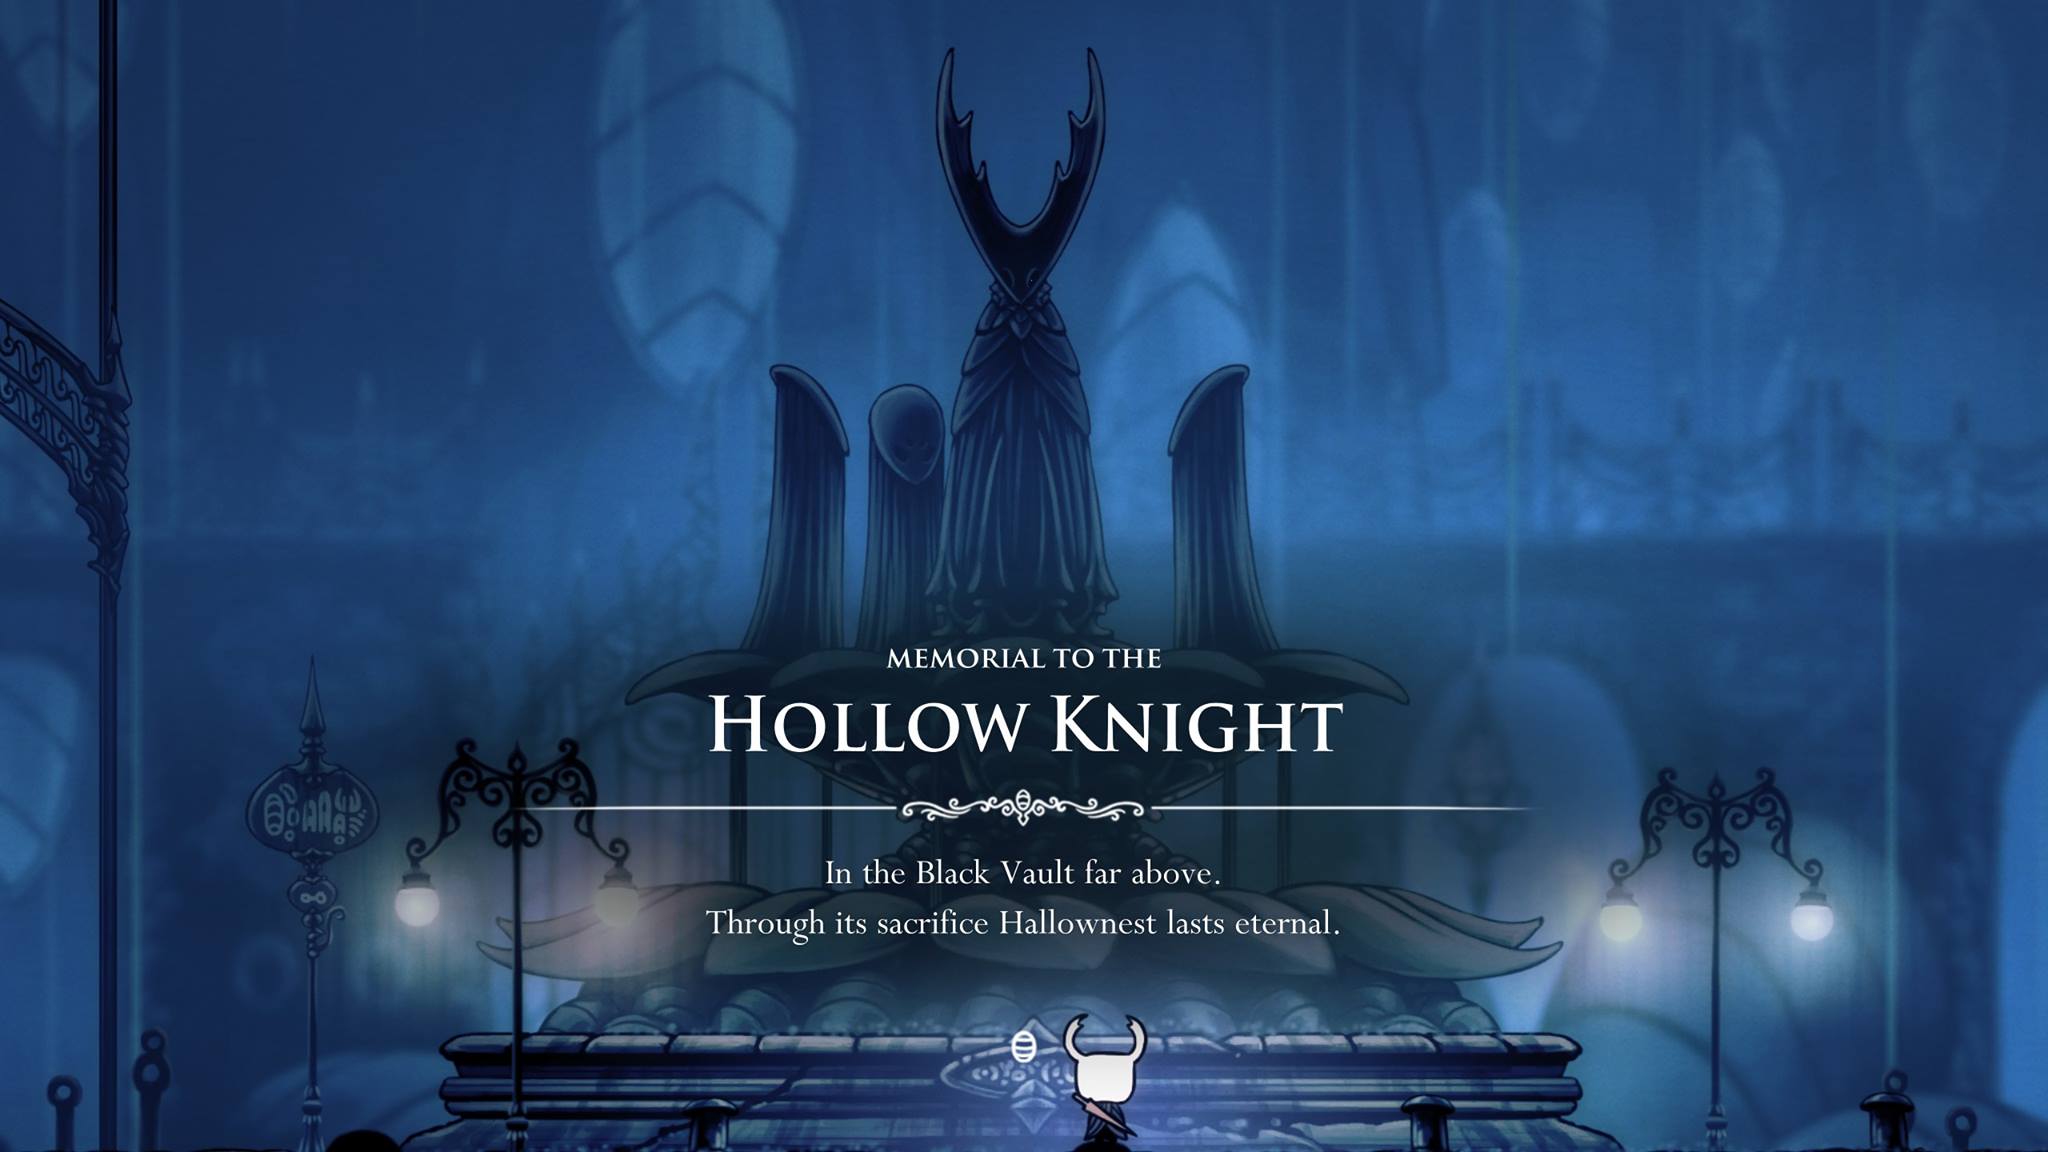 MEMORIAL TO THE
HOLLOW KNIGHT
In the Black Vault far above.
Through its sacrifice Hallownest lasts eternal.